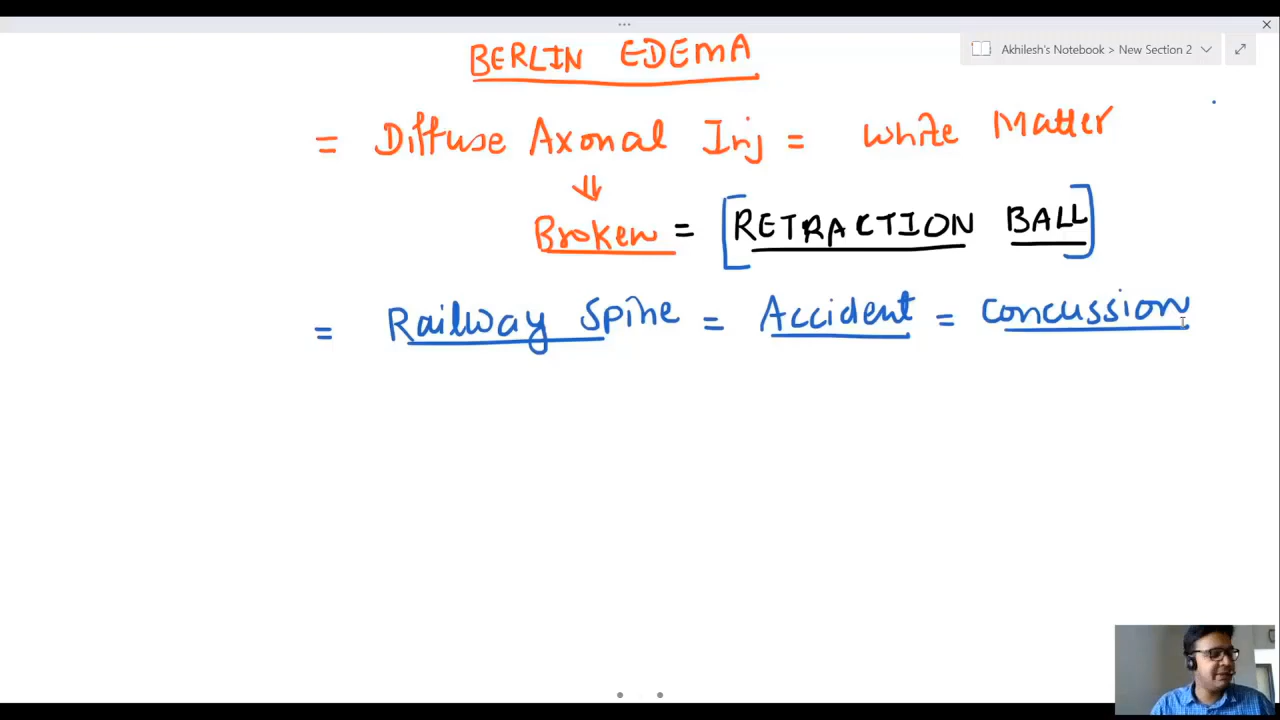 Akhilesh's Notebook > New Section 2
BERLIN EDEMA
= Diffuse Axonal Inj = White Matter
Broken = [RETRACTION BALL]
= Railway Spine = Accident = Concussion